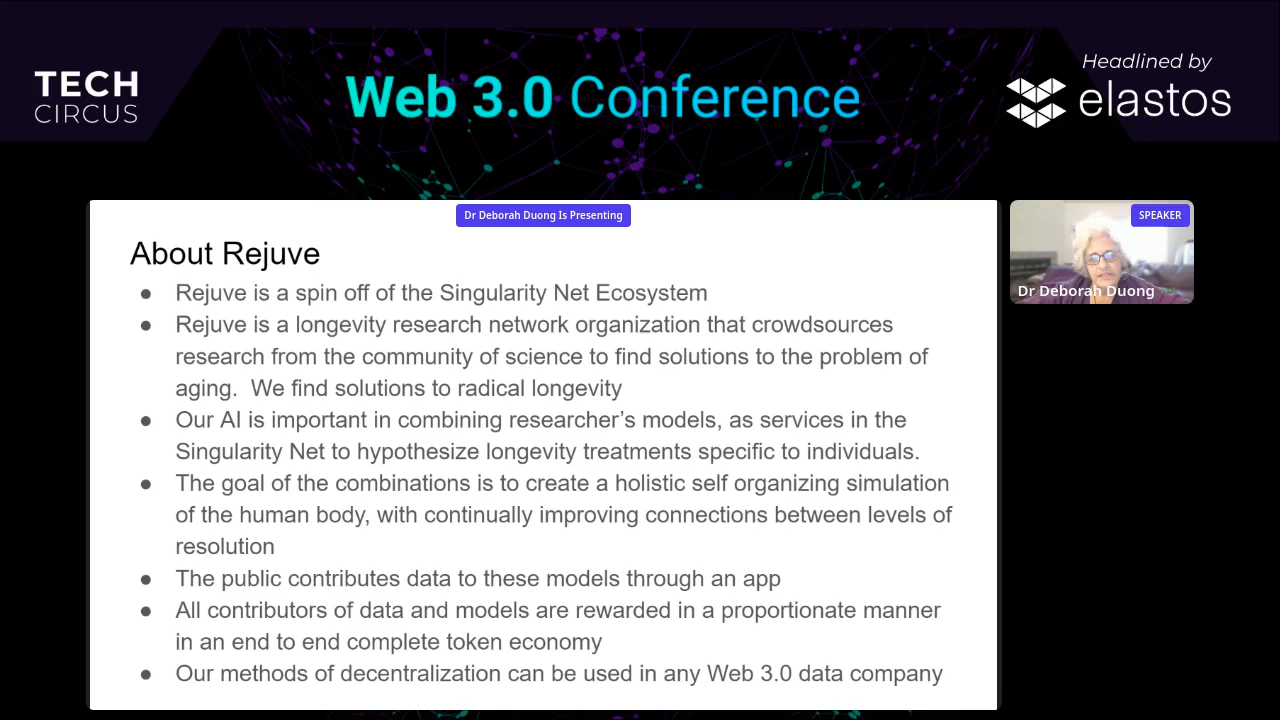 TECH
CIRCUS
Web 3.0 Conference
Headlined by
elastos
Dr Deborah Duong Is Presenting
SPEAKER
Dr Deborah Duong
About Rejuve
● Rejuve is a spin off of the Singularity Net Ecosystem
● Rejuve is a longevity research network organization that crowdsources
research from the community of science to find solutions to the problem of
aging.  We find solutions to radical longevity
● Our AI is important in combining researcher’s models, as services in the
Singularity Net to hypothesize longevity treatments specific to individuals.
● The goal of the combinations is to create a holistic self organizing simulation
of the human body, with continually improving connections between levels of
resolution
● The public contributes data to these models through an app
● All contributors of data and models are rewarded in a proportionate manner
in an end to end complete token economy
● Our methods of decentralization can be used in any Web 3.0 data company